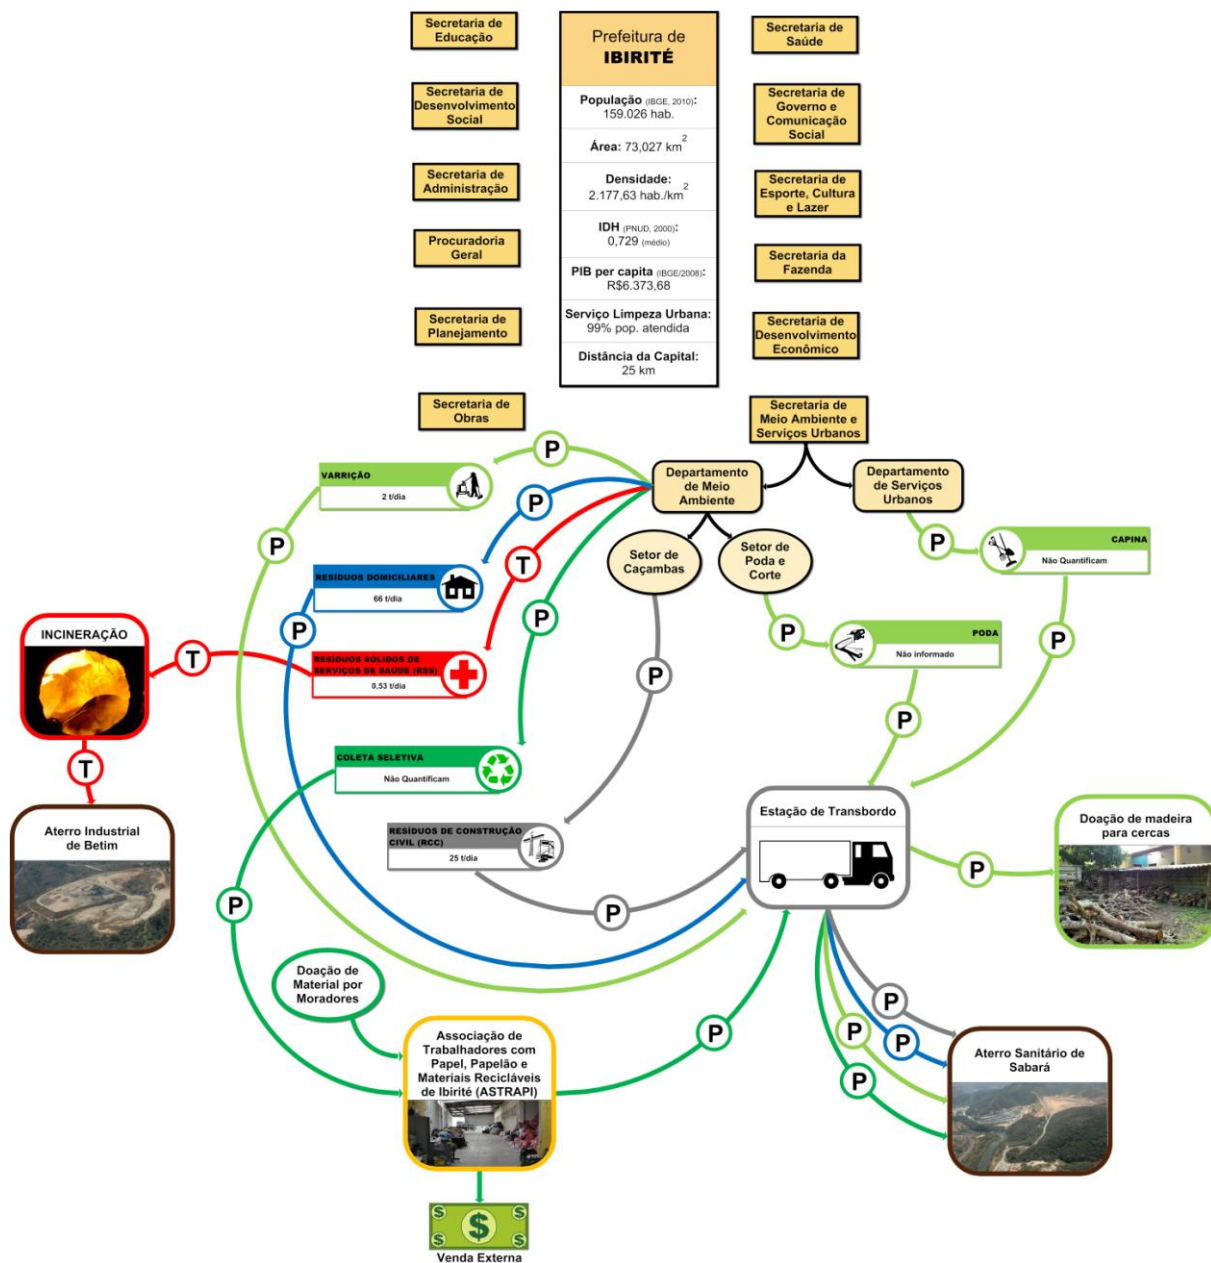 Secretaria de
Educação
Secretaria de
Desenvolvimento
Social
Secretaria de
Administração
Procuradoria
Geral
Secretaria de
Planejamento
Secretaria de
Obras
Prefeitura de
IBIRITÉ
População (IBGE, 2010):
159.026 hab.
Área: 73,027 km2
Densidade:
2.177,63 hab./km2
IDH (PNUD, 2000):
0,729 (médio)
PIB per capita (IBGE/2008):
R$6.373,68
Serviço Limpeza Urbana:
99% pop. atendida
Distância da Capital:
25 km
Secretaria de
Saúde
Secretaria de
Governo e
Comunicação
Social
Secretaria de
Esporte, Cultura
e Lazer
Secretaria da
Fazenda
Secretaria de
Desenvolvimento
Econômico
Secretaria de
Meio Ambiente e
Serviços Urbanos
Departamento
de Meio
Ambiente
Departamento
de Serviços
Urbanos
Setor de
Caçambas
Setor de
Poda e
Corte
P
VARRIÇÃO
2 t/dia
P
P
RESÍDUOS DOMICILIARES
66 t/dia
P
T
RESÍDUOS SÓLIDOS DE
SERVIÇOS DE SAÚDE (RSS)
0,53 t/dia
T
INCINERAÇÃO
T
Aterro Industrial
de Betim
P
COLETA SELETIVA
Não Quantificam
P
P
RESÍDUOS DE CONSTRUÇÃO
CIVIL (RCC)
25 t/dia
P
P
CAPINA
Não Quantificam
P
P
PODA
Não informado
P
Estação de Transbordo
P
Doação de madeira
para cercas
Doação de
Material por
Moradores
Associação de
Trabalhadores com
Papel, Papelão e
Materiais Recicláveis
de Ibirité (ASTRAPI)
P
P
P
P
P
Aterro Sanitário de
Sabará
$ $
$
$ $
Venda Externa